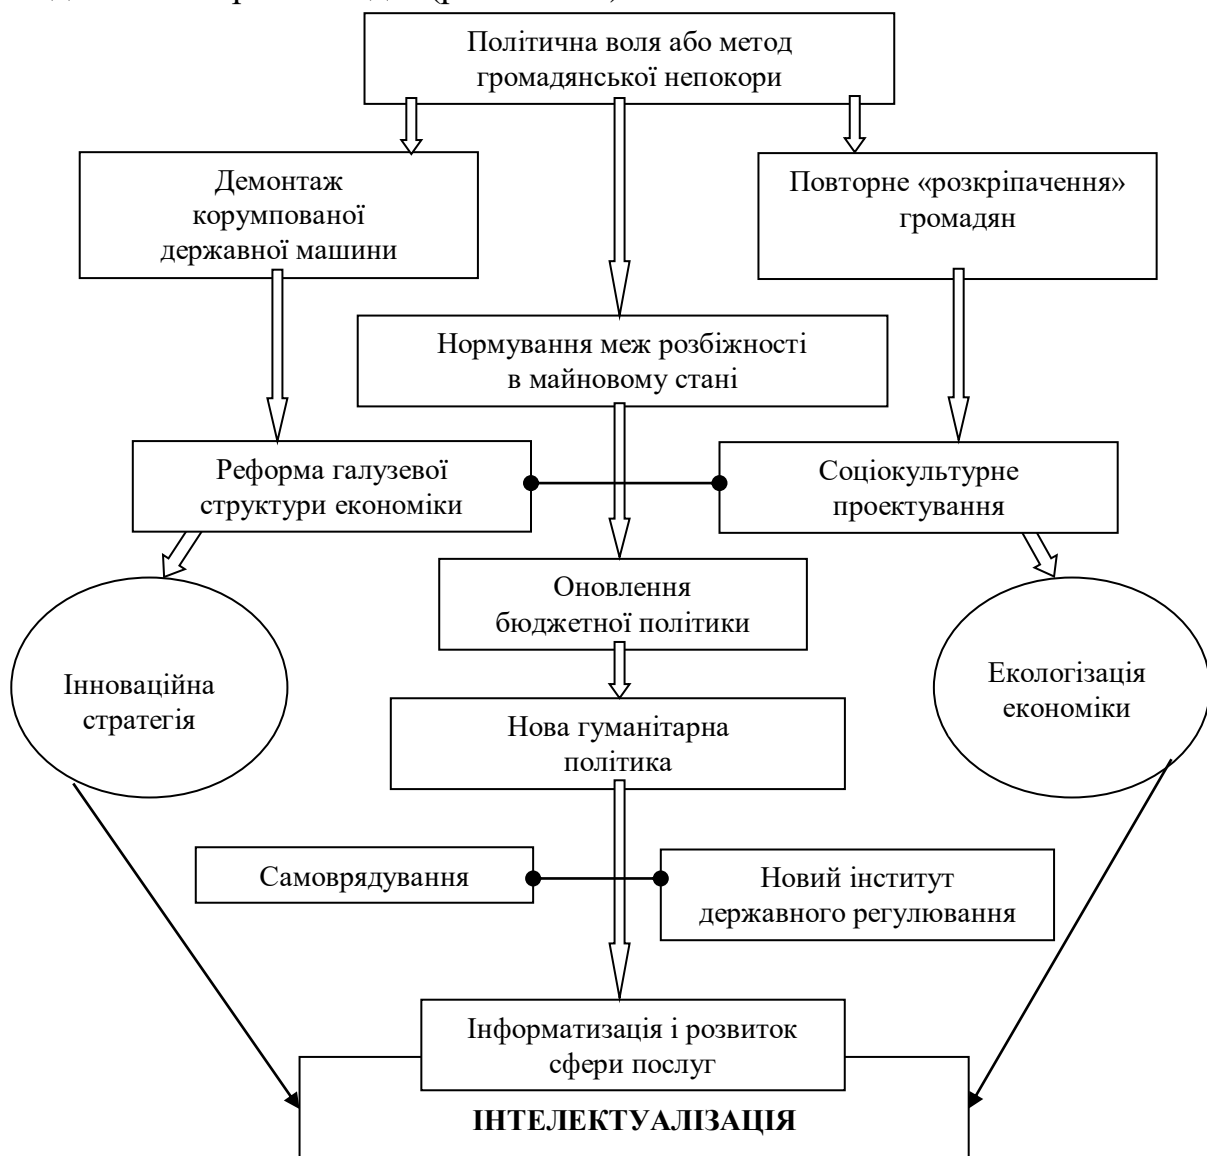 Політична воля або метод
громадянської непокори
Демонтаж
корумпованої
державної машини
Повторне «розкріпачення»
громадян
Нормування меж розбіжності
в майновому стані
Реформа галузевої
структури економіки
Соціокультурне
проектування
Оновлення
бюджетної політики
Інноваційна
стратегія
Екологізація
економіки
Нова гуманітарна
політика
Самоврядування
Новий інститут
державного регулювання
Інформатизація і розвиток
сфери послуг
ІНТЕЛЕКТУАЛІЗАЦІЯ